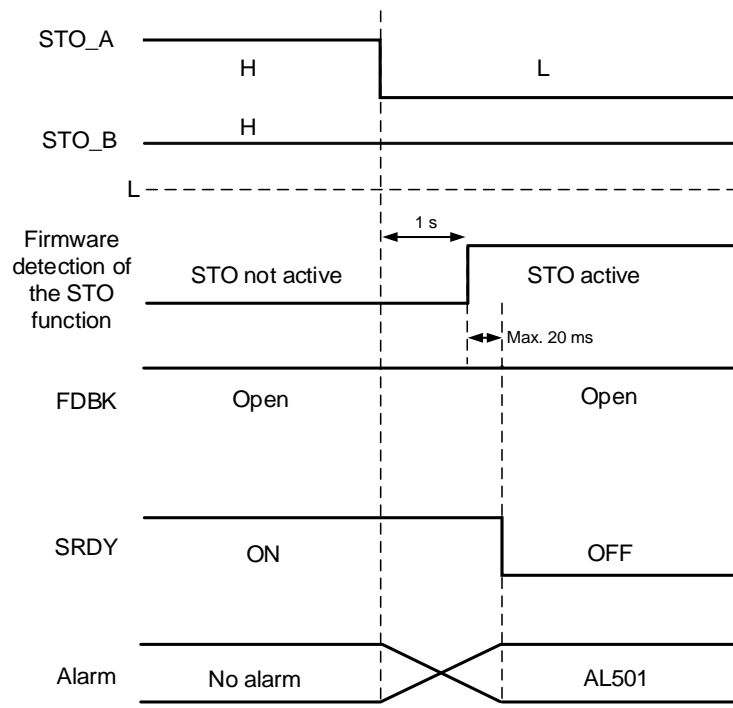 STO_A
H
L
STO_B
H
L
1 s
Firmware
detection of
the STO
function
STO not active
STO active
Max. 20 ms
FDBK
Open
Open
SRDY
ON
OFF
Alarm
No alarm
AL501